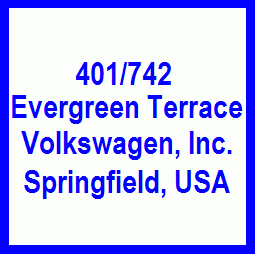 401/742
Evergreen Terrace
Volkswagen, Inc.
Springfield, USA